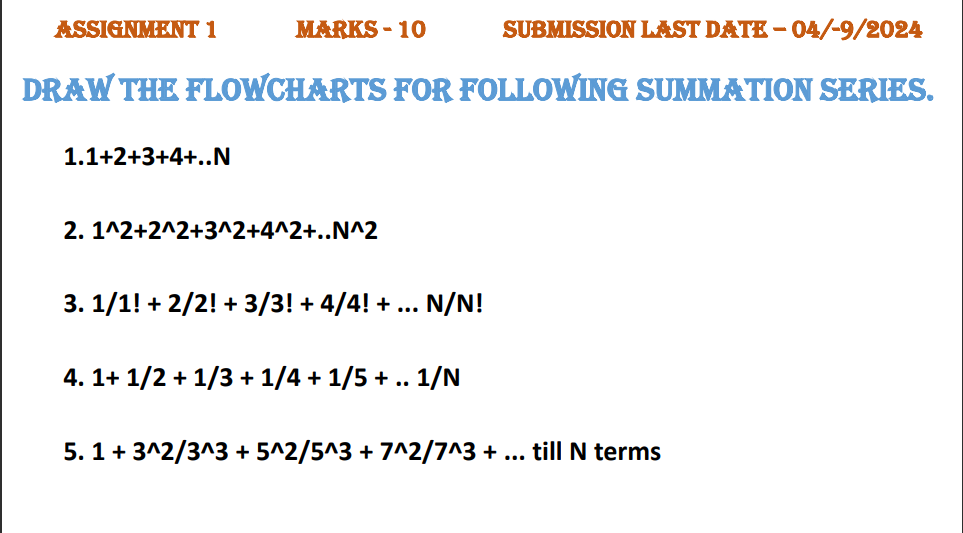 ASSIGNMENT 1 MARKS - 10 SUBMISSION LAST DATE – 04/-9/2024
DRAW THE FLOWCHARTS FOR FOLLOWING SUMMATION SERIES.
1.1+2+3+4+..N
2. 1^2+2^2+3^2+4^2+..N^2
3. 1/1! + 2/2! + 3/3! + 4/4! + ... N/N!
4. 1+ 1/2 + 1/3 + 1/4 + 1/5 + .. 1/N
5. 1 + 3^2/3^3 + 5^2/5^3 + 7^2/7^3 + ... till N terms